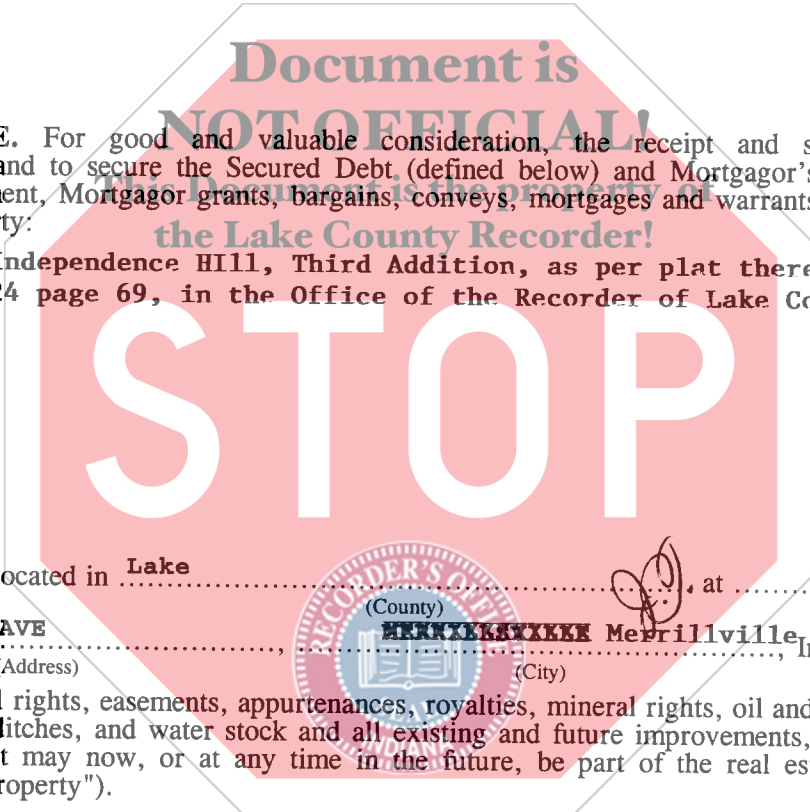 Document is
NOT OFFICIAL!
E. For good and valuable consideration, the receipt and s
and to secure the Secured Debt (defined below) and Mortgagor's
This Document is the property of
ent, Mortgagor grants, bargains, conveys, mortgages and warrants
ty:
the Lake County Recorder!
Independence HIll, Third Addition, as per plat there
24 page 69, in the Office of the Recorder of Lake Co
STOP
ocated in Lake at
(County)
AVE , Merrillville, In
(Address) (City)
RECORDER'S OFFICE
SEAL
INDIANA
l rights, easements, appurtenances, royalties, mineral rights, oil and
ditches, and water stock and all existing and future improvements,
t may now, or at any time in the future, be part of the real es
roperty").